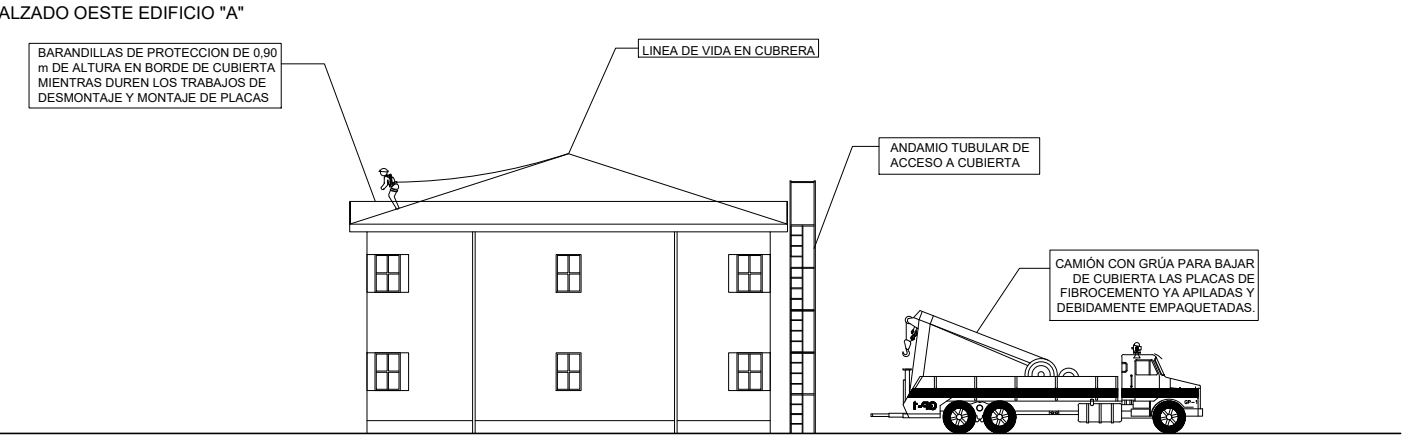 ALZADO OESTE EDIFICIO "A"
BARANDILLAS DE PROTECCION DE 0,90
m DE ALTURA EN BORDE DE CUBIERTA
MIENTRAS DUREN LOS TRABAJOS DE
DESMONTAJE Y MONTAJE DE PLACAS
LINEA DE VIDA EN CUBRERA
ANDAMIO TUBULAR DE
ACCESO A CUBIERTA
CAMIÓN CON GRÚA PARA BAJAR
DE CUBIERTA LAS PLACAS DE
FIBROCEMENTO YA APILADAS Y
DEBIDAMENTE EMPAQUETADAS.